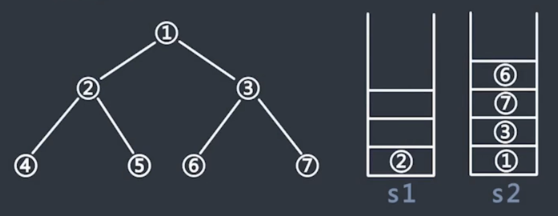 ①
② ③
④ ⑤ ⑥ ⑦
②
s1
⑥
⑦
③
①
s2